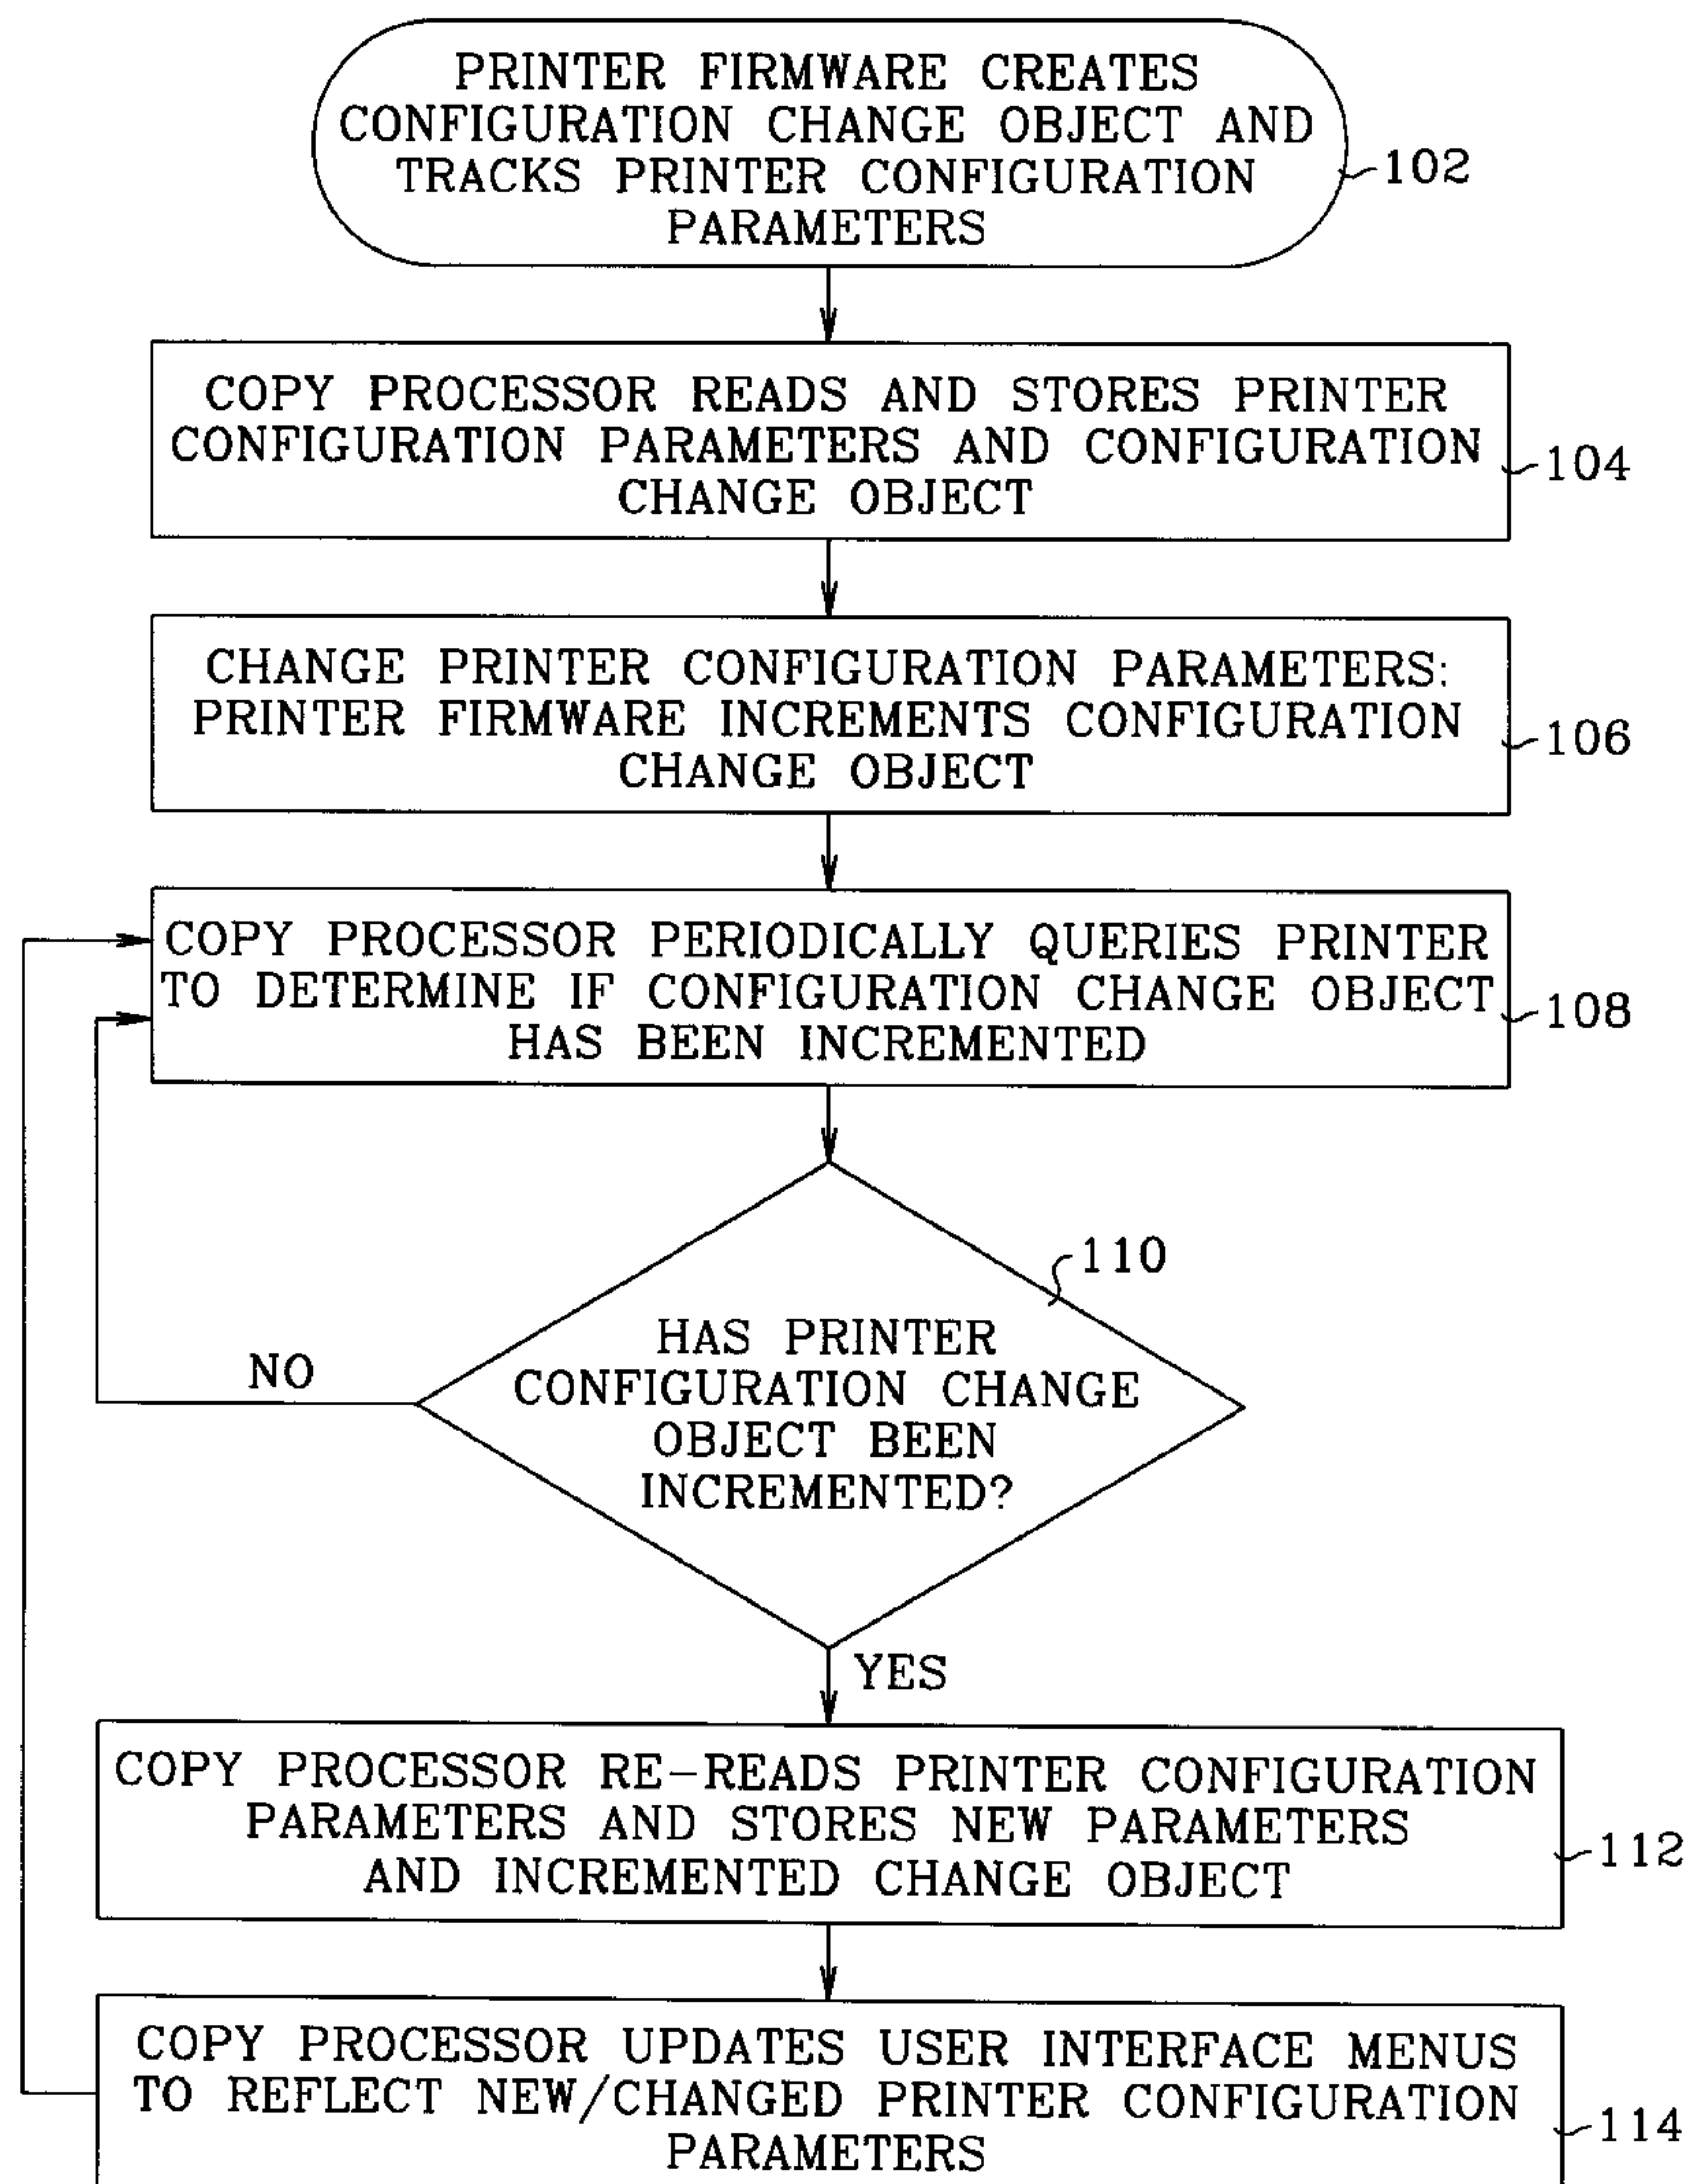 PRINTER FIRMWARE CREATES
CONFIGURATION CHANGE OBJECT AND
TRACKS PRINTER CONFIGURATION
PARAMETERS
102
COPY PROCESSOR READS AND STORES PRINTER
CONFIGURATION PARAMETERS AND CONFIGURATION
CHANGE OBJECT
104
CHANGE PRINTER CONFIGURATION PARAMETERS:
PRINTER FIRMWARE INCREMENTS CONFIGURATION
CHANGE OBJECT
106
COPY PROCESSOR PERIODICALLY QUERIES PRINTER
TO DETERMINE IF CONFIGURATION CHANGE OBJECT
HAS BEEN INCREMENTED
108
110
HAS PRINTER
CONFIGURATION CHANGE
OBJECT BEEN
INCREMENTED?
NO
YES
COPY PROCESSOR RE-READS PRINTER CONFIGURATION
PARAMETERS AND STORES NEW PARAMETERS
AND INCREMENTED CHANGE OBJECT
112
COPY PROCESSOR UPDATES USER INTERFACE MENUS
TO REFLECT NEW/CHANGED PRINTER CONFIGURATION
PARAMETERS
114